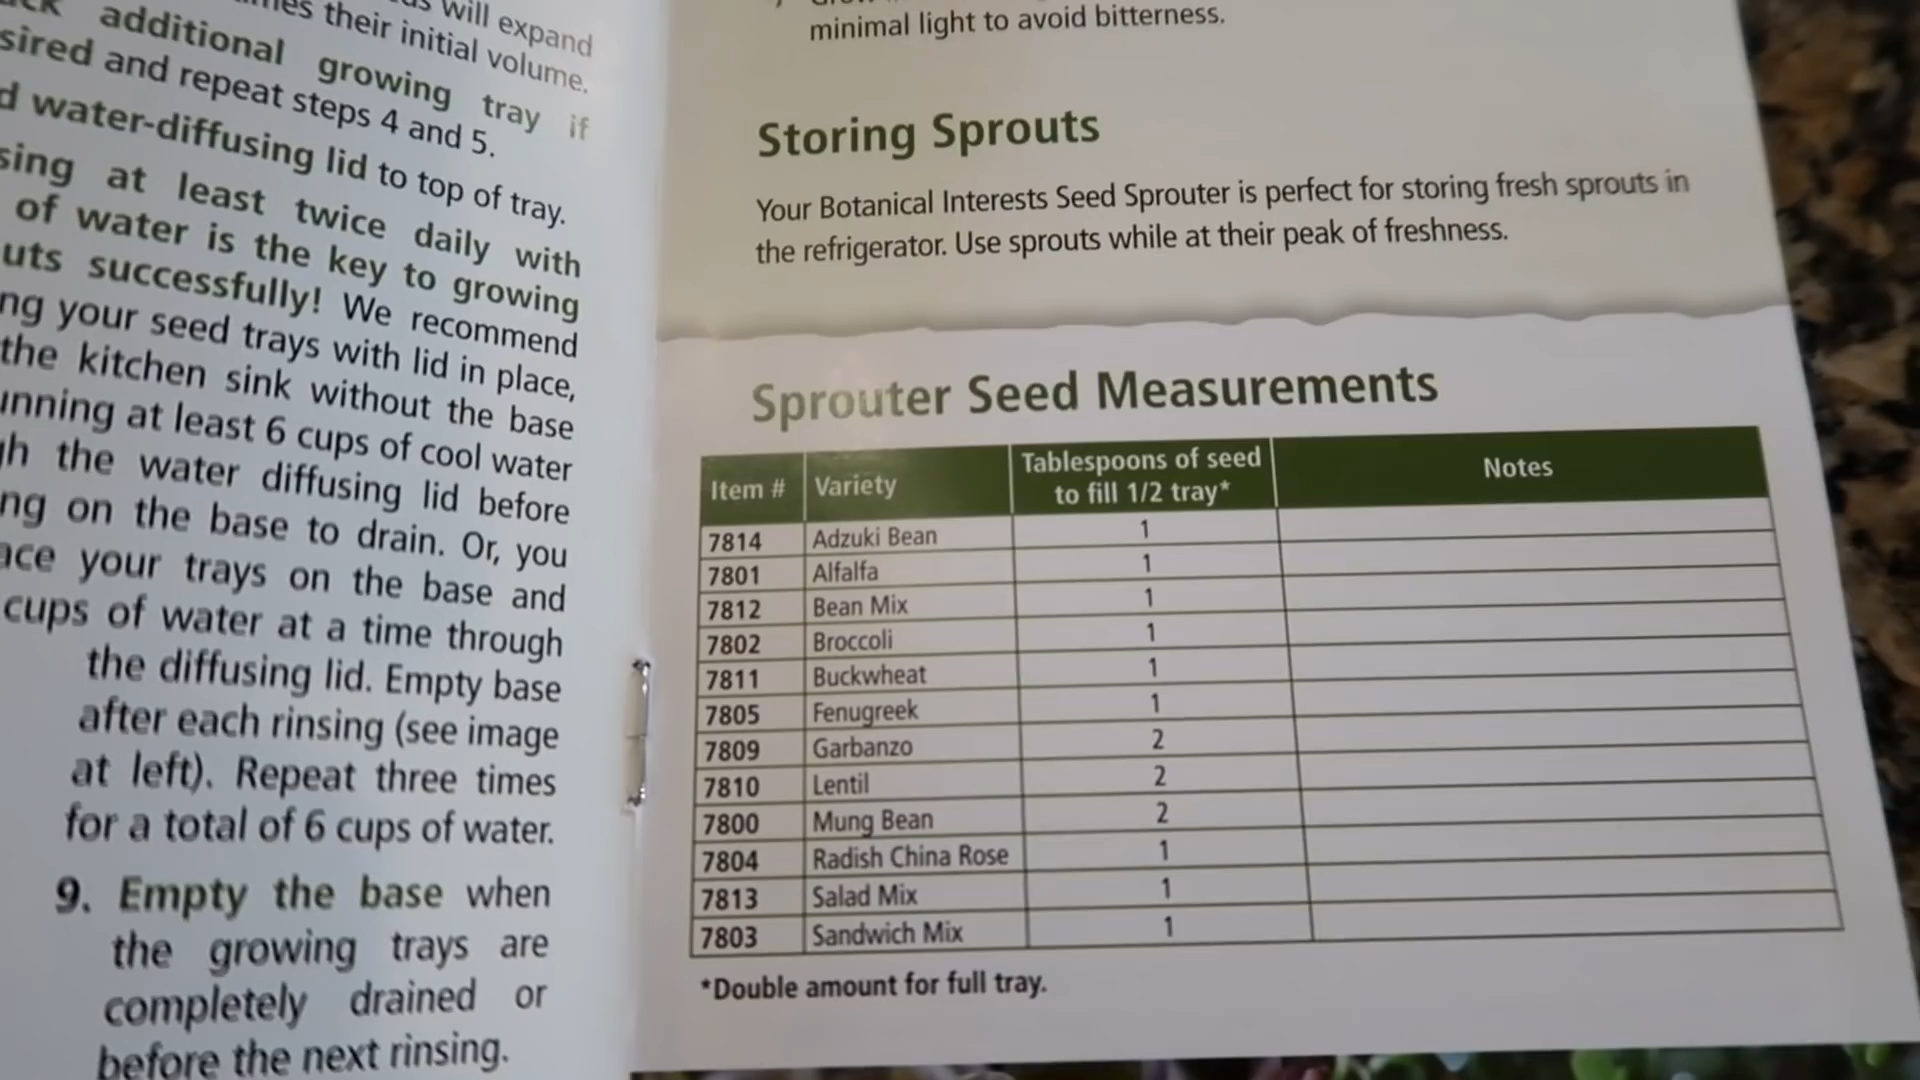 will expand
their initial volume.
additional growing tray if
sired and repeat steps 4 and 5.
d water-diffusing lid to top of tray.
sing at least twice daily with
of water is the key to growing
uts successfully! We recommend
ng your seed trays with lid in place,
the kitchen sink without the base
unning at least 6 cups of cool water
gh the water diffusing lid before
ng on the base to drain. Or, you
ace your trays on the base and
cups of water at a time through
the diffusing lid. Empty base
after each rinsing (see image
at left). Repeat three times
for a total of 6 cups of water.
9. Empty the base when
the growing trays are
completely drained or
before the next rinsing.
minimal light to avoid bitterness.
Storing Sprouts
Your Botanical Interests Seed Sprouter is perfect for storing fresh sprouts in
the refrigerator. Use sprouts while at their peak of freshness.
Sprouter Seed Measurements
Item # Variety Tablespoons of seed to fill 1/2 tray* Notes
7814 Adzuki Bean 1
7801 Alfalfa 1
7812 Bean Mix 1
7802 Broccoli 1
7811 Buckwheat 1
7805 Fenugreek 1
7809 Garbanzo 2
7810 Lentil 2
7800 Mung Bean 2
7804 Radish China Rose 1
7813 Salad Mix 1
7803 Sandwich Mix 1
*Double amount for full tray.